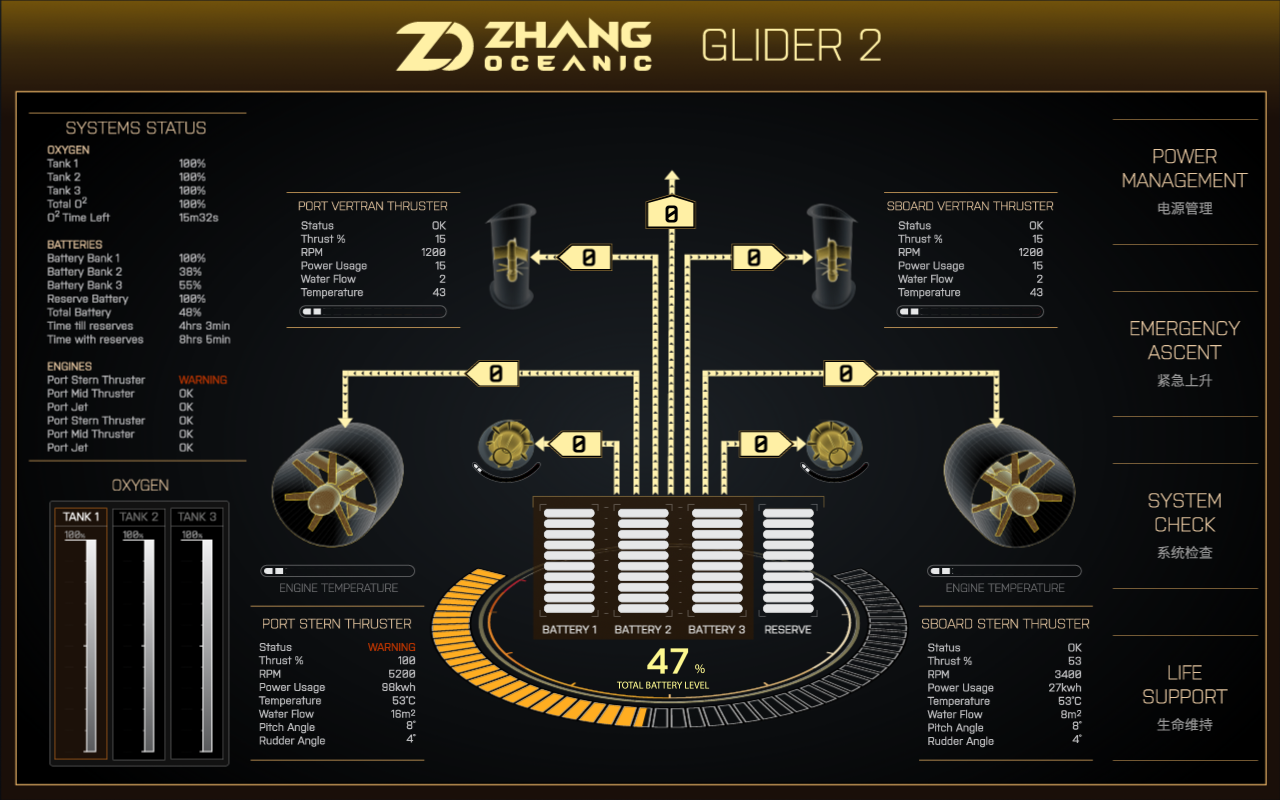 ZHANG
OCEANIC
GLIDER 2
SYSTEMS STATUS
OXYGEN
Tank 1 100%
Tank 2 100%
Tank 3 100%
Total O² 100%
O² Time Left 15m32s
BATTERIES
Battery Bank 1 100%
Battery Bank 2 38%
Battery Bank 3 55%
Reserve Battery 100%
Total Battery 48%
Time till reserves 4hrs 3min
Time with reserves 8hrs 5min
ENGINES
Port Stern Thruster WARNING
Port Mid Thruster OK
Port Jet OK
Port Stern Thruster OK
Port Mid Thruster OK
Port Jet OK
OXYGEN
TANK 1 TANK 2 TANK 3
100% 100% 100%
PORT VERTRAN THRUSTER
Status OK
Thrust % 15
RPM 1200
Power Usage 15
Water Flow 2
Temperature 43
0
0
0
SBOARD VERTRAN THRUSTER
Status OK
Thrust % 15
RPM 1200
Power Usage 15
Water Flow 2
Temperature 43
0
0
0
0
ENGINE TEMPERATURE
PORT STERN THRUSTER
Status WARNING
Thrust % 100
RPM 5200
Power Usage 98kwh
Temperature 53°C
Water Flow 16m²
Pitch Angle 8°
Rudder Angle 4°
BATTERY 1 BATTERY 2 BATTERY 3 RESERVE
47 %
TOTAL BATTERY LEVEL
ENGINE TEMPERATURE
SBOARD STERN THRUSTER
Status OK
Thrust % 53
RPM 3400
Power Usage 27kwh
Temperature 53°C
Water Flow 8m²
Pitch Angle 8°
Rudder Angle 4°
POWER
MANAGEMENT
电源管理
EMERGENCY
ASCENT
紧急上升
SYSTEM
CHECK
系统检查
LIFE
SUPPORT
生命维持